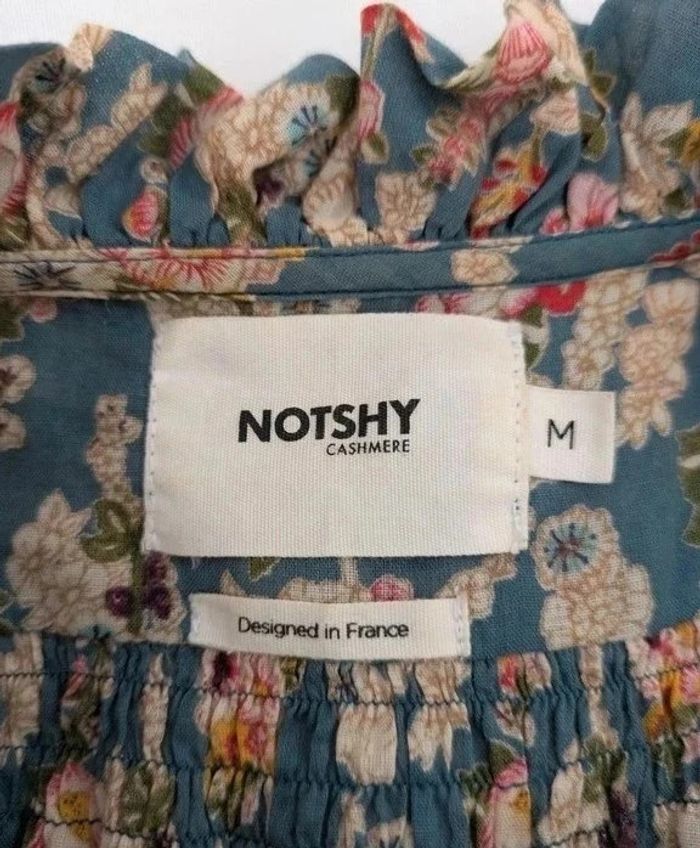 NOTSHY
CASHMERE
M
Designed in France